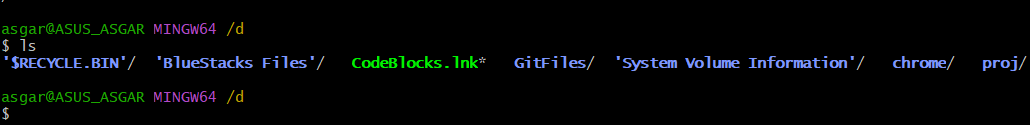 asgar@ASUS_ASGAR MINGW64 /d
$ ls
'$RECYCLE.BIN'/  'BlueStacks Files'/   CodeBlocks.lnk*   GitFiles/  'System Volume Information'/   chrome/   proj/
asgar@ASUS_ASGAR MINGW64 /d
$